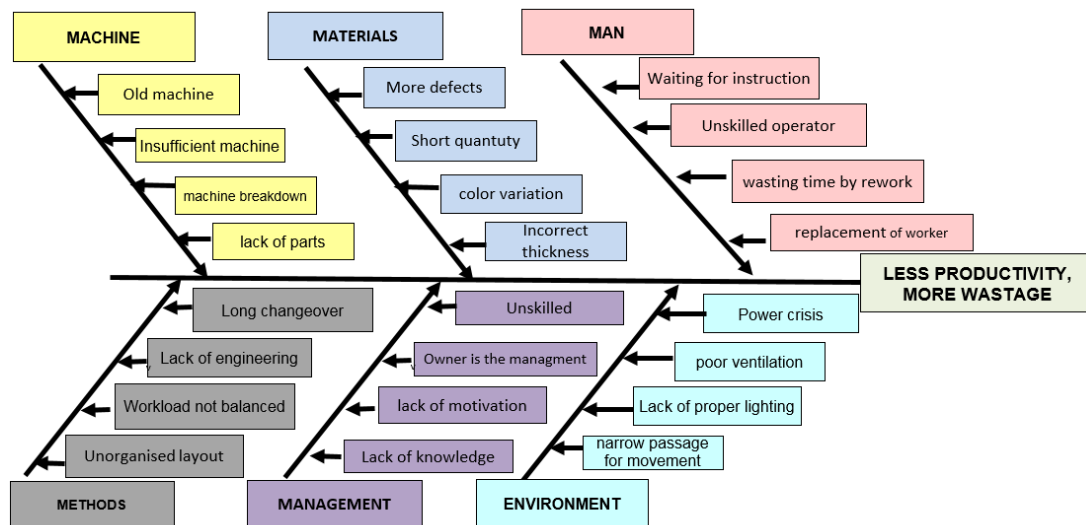 MACHINE
MATERIALS
MAN
Old machine
Insufficient machine
machine breakdown
lack of parts
More defects
Short quantuty
color variation
Incorrect
thickness
Waiting for instruction
Unskilled operator
wasting time by rework
replacement of worker
LESS PRODUCTIVITY,
MORE WASTAGE
Long changeover
Lack of engineering
y
Workload not balanced
Unorganised layout
METHODS
Unskilled
Owner is the managment
v
lack of motivation
Lack of knowledge
MANAGEMENT
Power crisis
poor ventilation
Lack of proper lighting
narrow passage
for movement
ENVIRONMENT